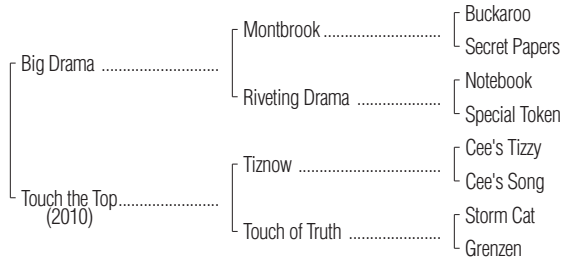 Buckaroo
Montbrook ..............................
Secret Papers
Big Drama ..............................
Notebook
Riveting Drama ........................
Special Token
Cee's Tizzy
Tiznow ....................................
Cee's Song
Touch the Top..........................
(2010)
Storm Cat
Touch of Truth ........................
Grenzen